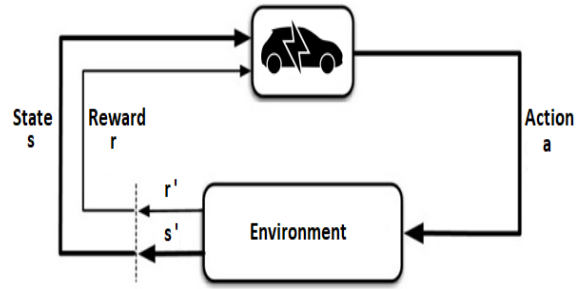 State
s
Reward
r
Action
a
r '
s '
Environment